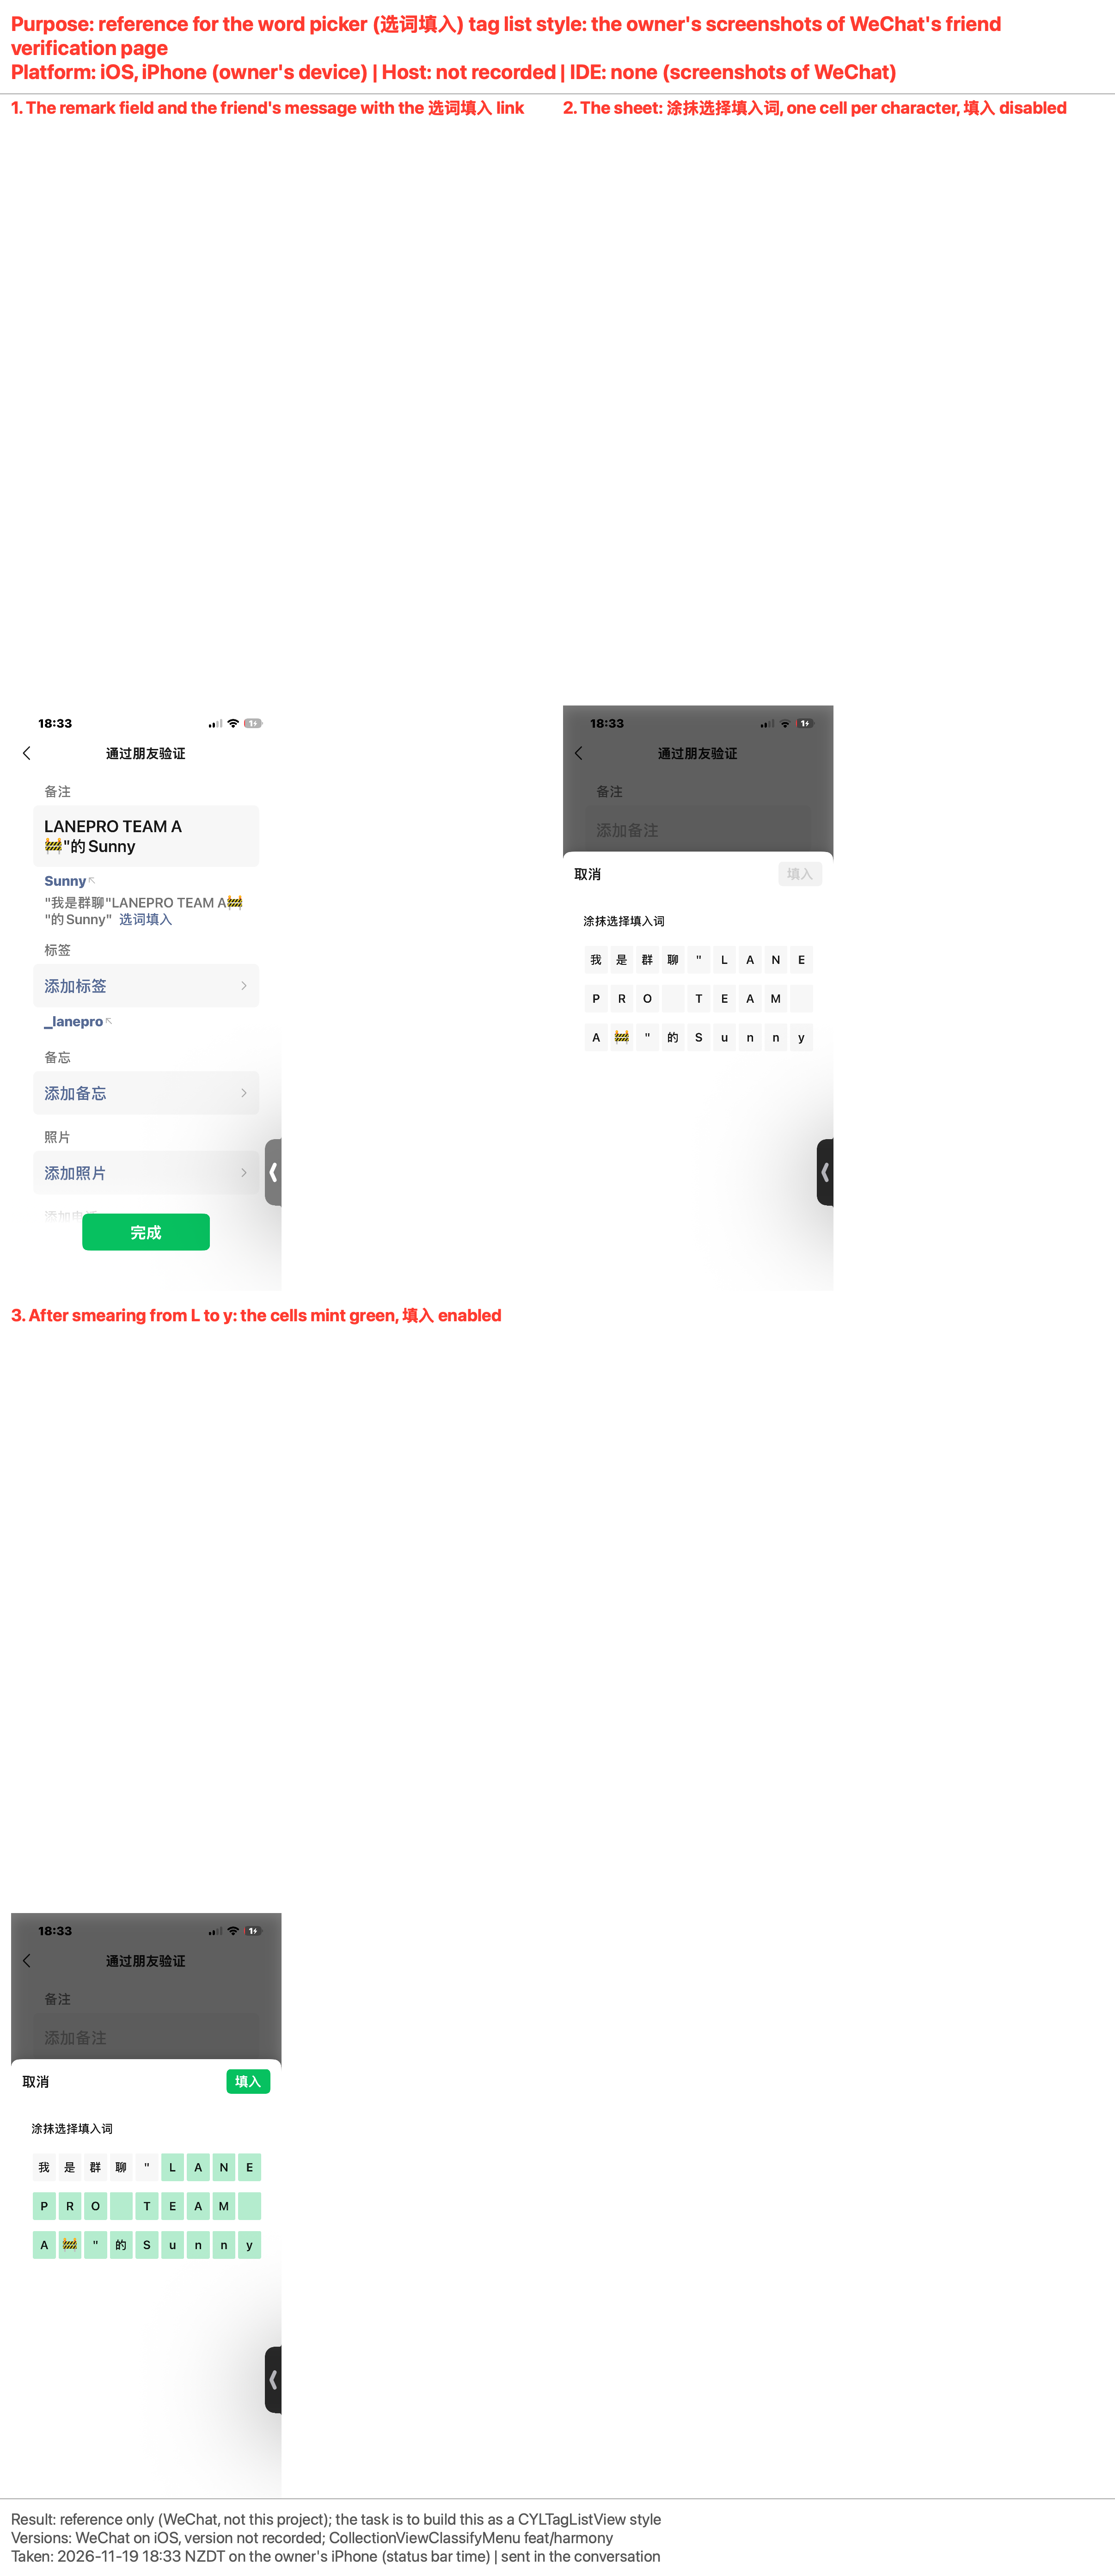 Purpose: reference for the word picker (选词填入) tag list style: the owner's screenshots of WeChat's friend
verification page
Platform: iOS, iPhone (owner's device) | Host: not recorded | IDE: none (screenshots of WeChat)
1. The remark field and the friend's message with the 选词填入 link
2. The sheet: 涂抹选择填入词, one cell per character, 填入 disabled
18:33
通过朋友验证
备注
LANEPRO TEAM A
🚧"的 Sunny
Sunny
"我是群聊"LANEPRO TEAM A🚧
"的 Sunny" 选词填入
标签
添加标签
_lanepro
备忘
添加备忘
照片
添加照片
添加电话
完成
18:33
通过朋友验证
备注
添加备注
取消 填入
涂抹选择填入词
我 是 群 聊 " L A N E
P R O T E A M
A 🚧 " 的 S u n n y
3. After smearing from L to y: the cells mint green, 填入 enabled
18:33
通过朋友验证
备注
添加备注
取消 填入
涂抹选择填入词
我 是 群 聊 " L A N E
P R O T E A M
A 🚧 " 的 S u n n y
Result: reference only (WeChat, not this project); the task is to build this as a CYLTagListView style
Versions: WeChat on iOS, version not recorded; CollectionViewClassifyMenu feat/harmony
Taken: 2026-11-19 18:33 NZDT on the owner's iPhone (status bar time) | sent in the conversation